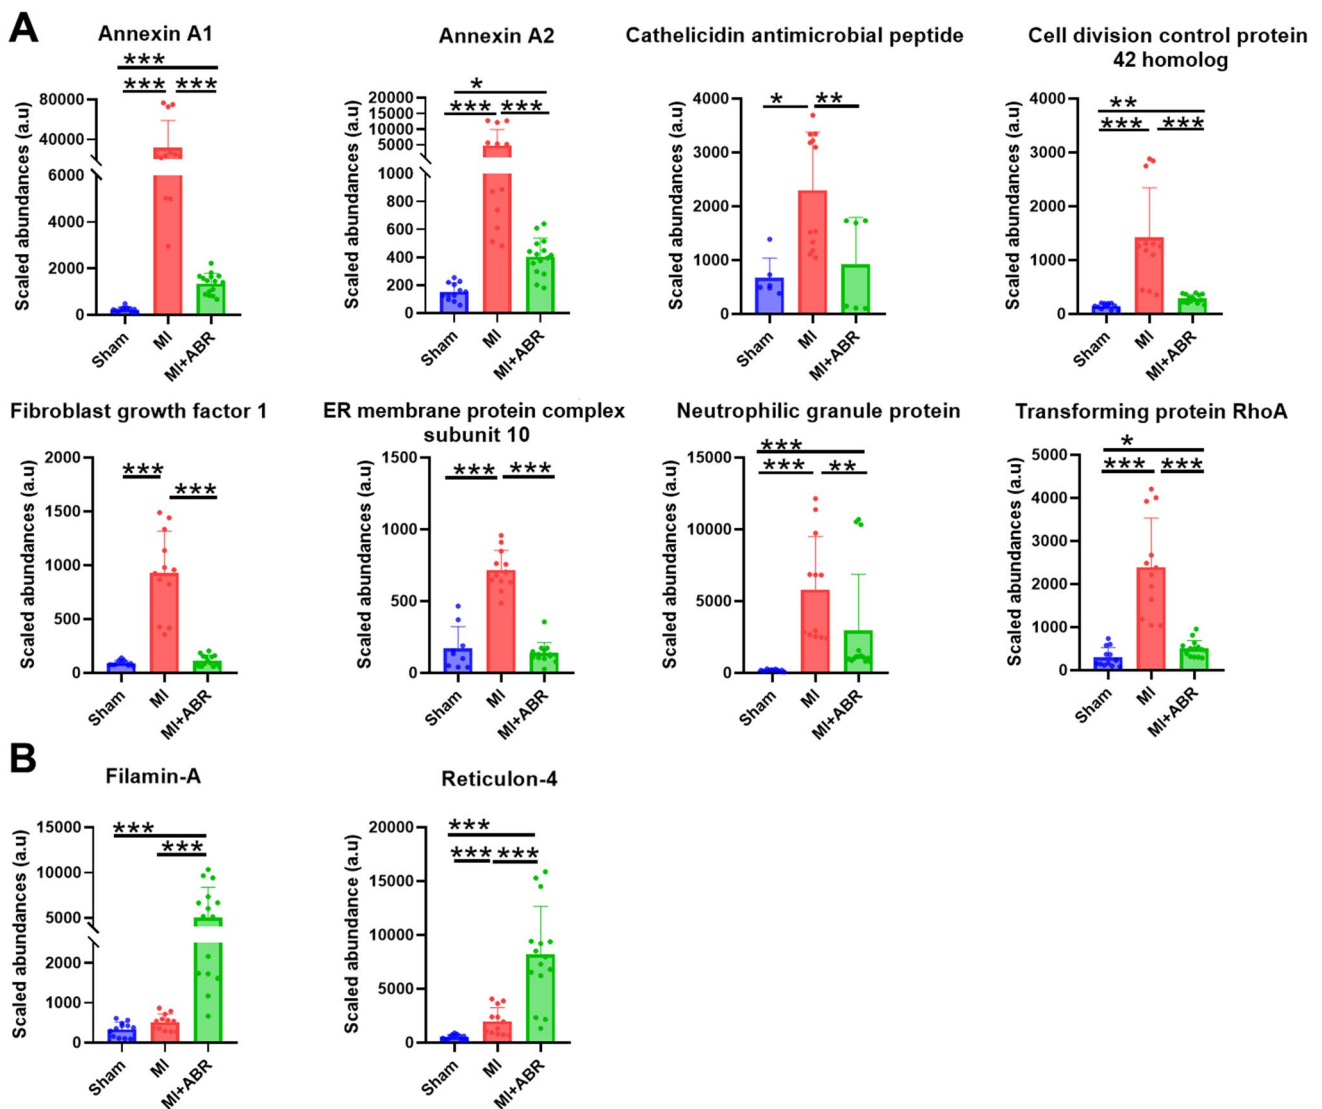 A
Annexin A1
***
*** ***
Scaled abundances (a.u)
80000
40000
6000
4000
2000
0
Sham
MI
MI+ABR
Annexin A2
*
*** ***
Scaled abundances (a.u)
20000
15000
10000
5000
1000
800
600
400
200
0
Sham
MI
MI+ABR
Cathelicidin antimicrobial peptide
* **
Scaled abundances (a.u)
4000
3000
2000
1000
0
Sham
MI
MI+ABR
Cell division control protein
42 homolog
**
*** ***
Scaled abundances (a.u)
4000
3000
2000
1000
0
Sham
MI
MI+ABR
Fibroblast growth factor 1
***
***
Scaled abundances (a.u)
2000
1500
1000
500
0
Sham
MI
MI+ABR
ER membrane protein complex
subunit 10
*** ***
Scaled abundances (a.u)
1500
1000
500
0
Sham
MI
MI+ABR
Neutrophilic granule protein
***
*** **
Scaled abundances (a.u)
15000
10000
5000
0
Sham
MI
MI+ABR
Transforming protein RhoA
*
*** ***
Scaled abundances (a.u)
5000
4000
3000
2000
1000
0
Sham
MI
MI+ABR
B
Filamin-A
***
***
Scaled abundances (a.u)
15000
10000
5000
2000
1000
0
Sham
MI
MI+ABR
Reticulon-4
***
*** ***
Scaled abundance (a.u)
20000
15000
10000
5000
0
Sham
MI
MI+ABR